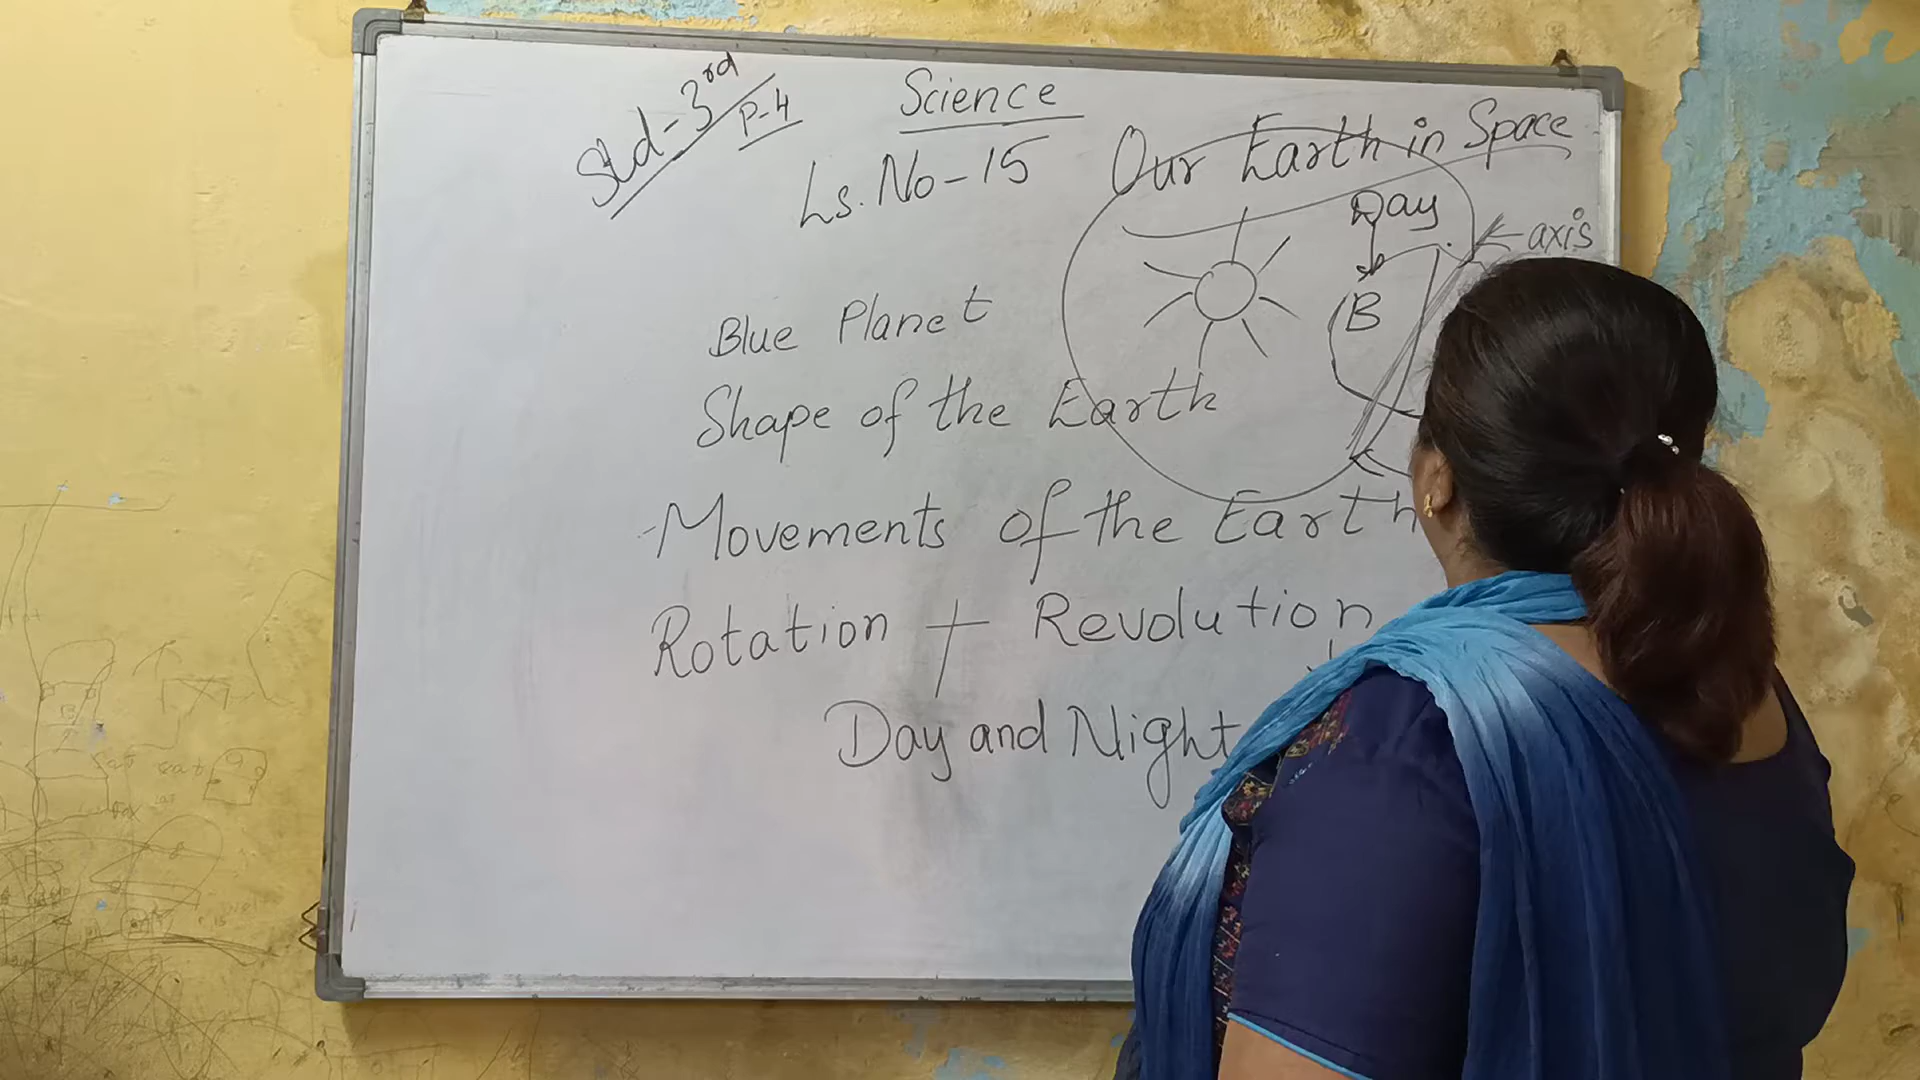 Std-3rd
P-4
Science
Ls. No-15
Our Earth in Space
Day
axis
B
Blue Planet
Shape of the Earth
Movements of the Earth
Rotation + Revolution
Day and Night